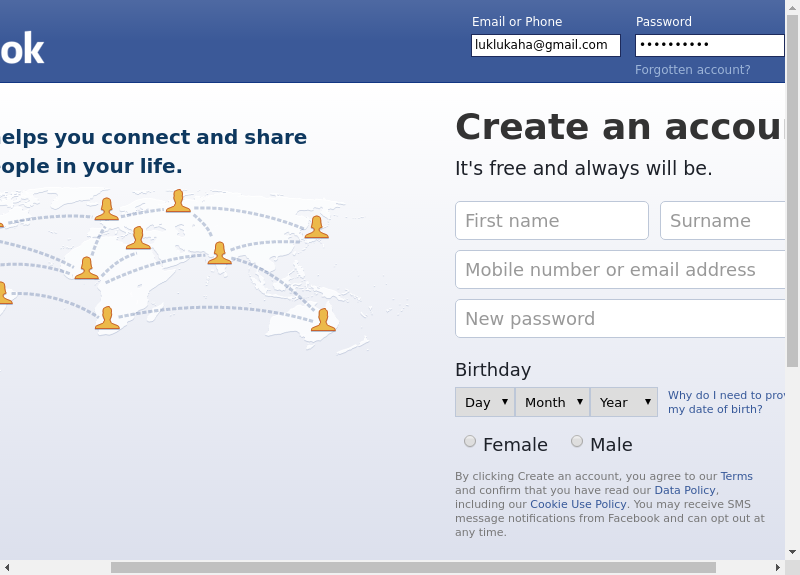 Email or Phone
Password
ok
luklukaha@gmail.com
••••••••••
Forgotten account?
elps you connect and share
ople in your life.
Create an accou
It's free and always will be.
First name
Surname
Mobile number or email address
New password
Birthday
Day
Month
Year
Why do I need to prov
my date of birth?
Female
Male
By clicking Create an account, you agree to our Terms
and confirm that you have read our Data Policy,
including our Cookie Use Policy. You may receive SMS
message notifications from Facebook and can opt out at
any time.